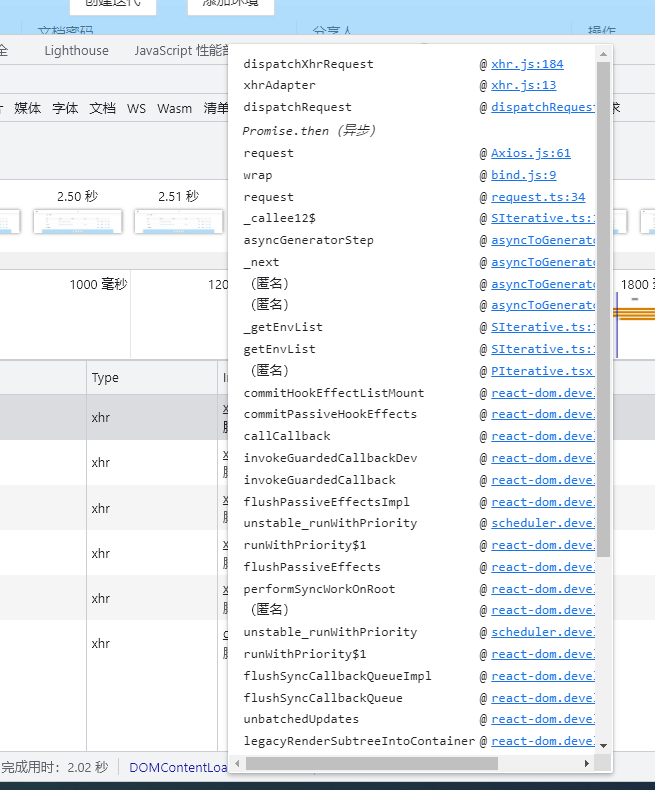 创建迭代 添加环境
文档密码 分享人 操作
全 Lighthouse JavaScript 性能
媒体 字体 文档 WS Wasm 清单 求
2.50 秒 2.51 秒
1000 毫秒 120 1800
Type
xhr
xhr
xhr
xhr
xhr
xhr
dispatchXhrRequest @ xhr.js:184
xhrAdapter @ xhr.js:13
dispatchRequest @ dispatchReques
Promise.then (异步)
request @ Axios.js:61
wrap @ bind.js:9
request @ request.ts:34
_callee12$ @ SIterative.ts:
asyncGeneratorStep @ asyncToGenerat
_next @ asyncToGenerat
(匿名) @ asyncToGenerat
(匿名) @ asyncToGenerat
_getEnvList @ SIterative.ts:
getEnvList @ SIterative.ts:
(匿名) @ PIterative.tsx
commitHookEffectListMount @ react-dom.deve
commitPassiveHookEffects @ react-dom.deve
callCallback @ react-dom.deve
invokeGuardedCallbackDev @ react-dom.deve
invokeGuardedCallback @ react-dom.deve
flushPassiveEffectsImpl @ react-dom.deve
unstable_runWithPriority @ scheduler.deve
runWithPriority$1 @ react-dom.deve
flushPassiveEffects @ react-dom.deve
performSyncWorkOnRoot @ react-dom.deve
(匿名) @ react-dom.deve
unstable_runWithPriority @ scheduler.deve
runWithPriority$1 @ react-dom.deve
flushSyncCallbackQueueImpl @ react-dom.deve
flushSyncCallbackQueue @ react-dom.deve
unbatchedUpdates @ react-dom.deve
legacyRenderSubtreeIntoContainer @ react-dom.deve
完成用时: 2.02 秒 DOMContentLoa